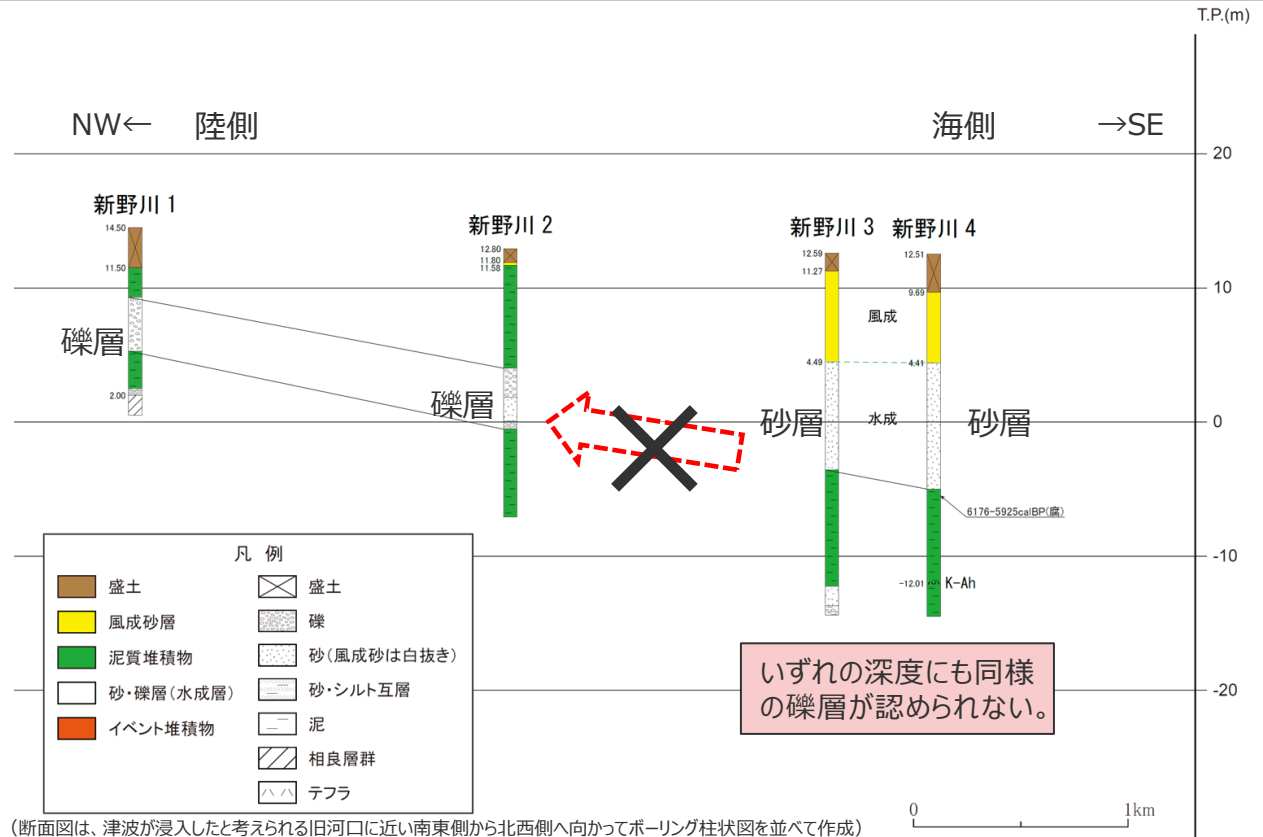 T.P.(m)
NW← 陸側
海側 →SE
20
新野川 1
14.50
11.50
礫層
2.00
新野川 2
12.80
11.80
11.58
礫層
新野川 3
12.59
11.27
4.49
砂層
新野川 4
12.51
9.69
4.41
砂層
風成
水成
10
0
6176-5925calBP(腐)
-10
-12.01
K-Ah
いずれの深度にも同様
の礫層が認められない。
-20
凡 例
盛土
風成砂層
泥質堆積物
砂・礫層(水成層)
イベント堆積物
盛土
礫
砂(風成砂は白抜き)
砂・シルト互層
泥
相良層群
テフラ
0 1km
(断面図は、津波が浸入したと考えられる旧河口に近い南東側から北西側へ向かってボーリング柱状図を並べて作成)